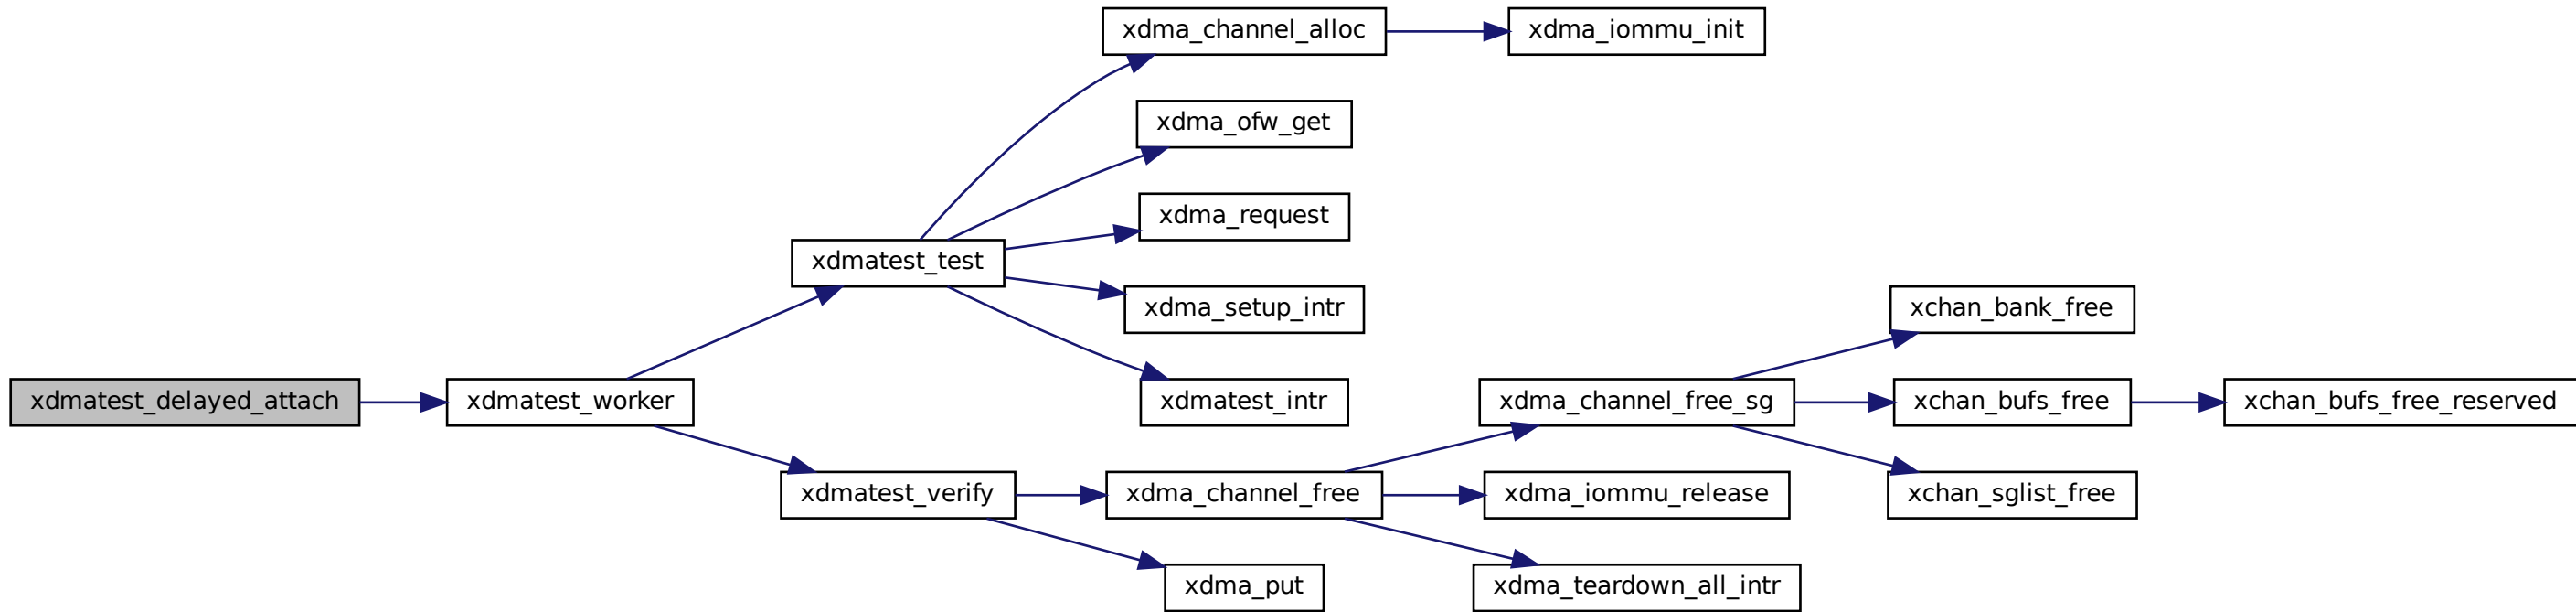 xdma_channel_alloc
xdma_iommu_init
xdma_ofw_get
xdma_request
xdmatest_test
xdma_setup_intr
xchan_bank_free
xdmatest_delayed_attach
xdmatest_worker
xdmatest_intr
xdma_channel_free_sg
xchan_bufs_free
xchan_bufs_free_reserved
xdmatest_verify
xdma_channel_free
xdma_iommu_release
xchan_sglist_free
xdma_put
xdma_teardown_all_intr